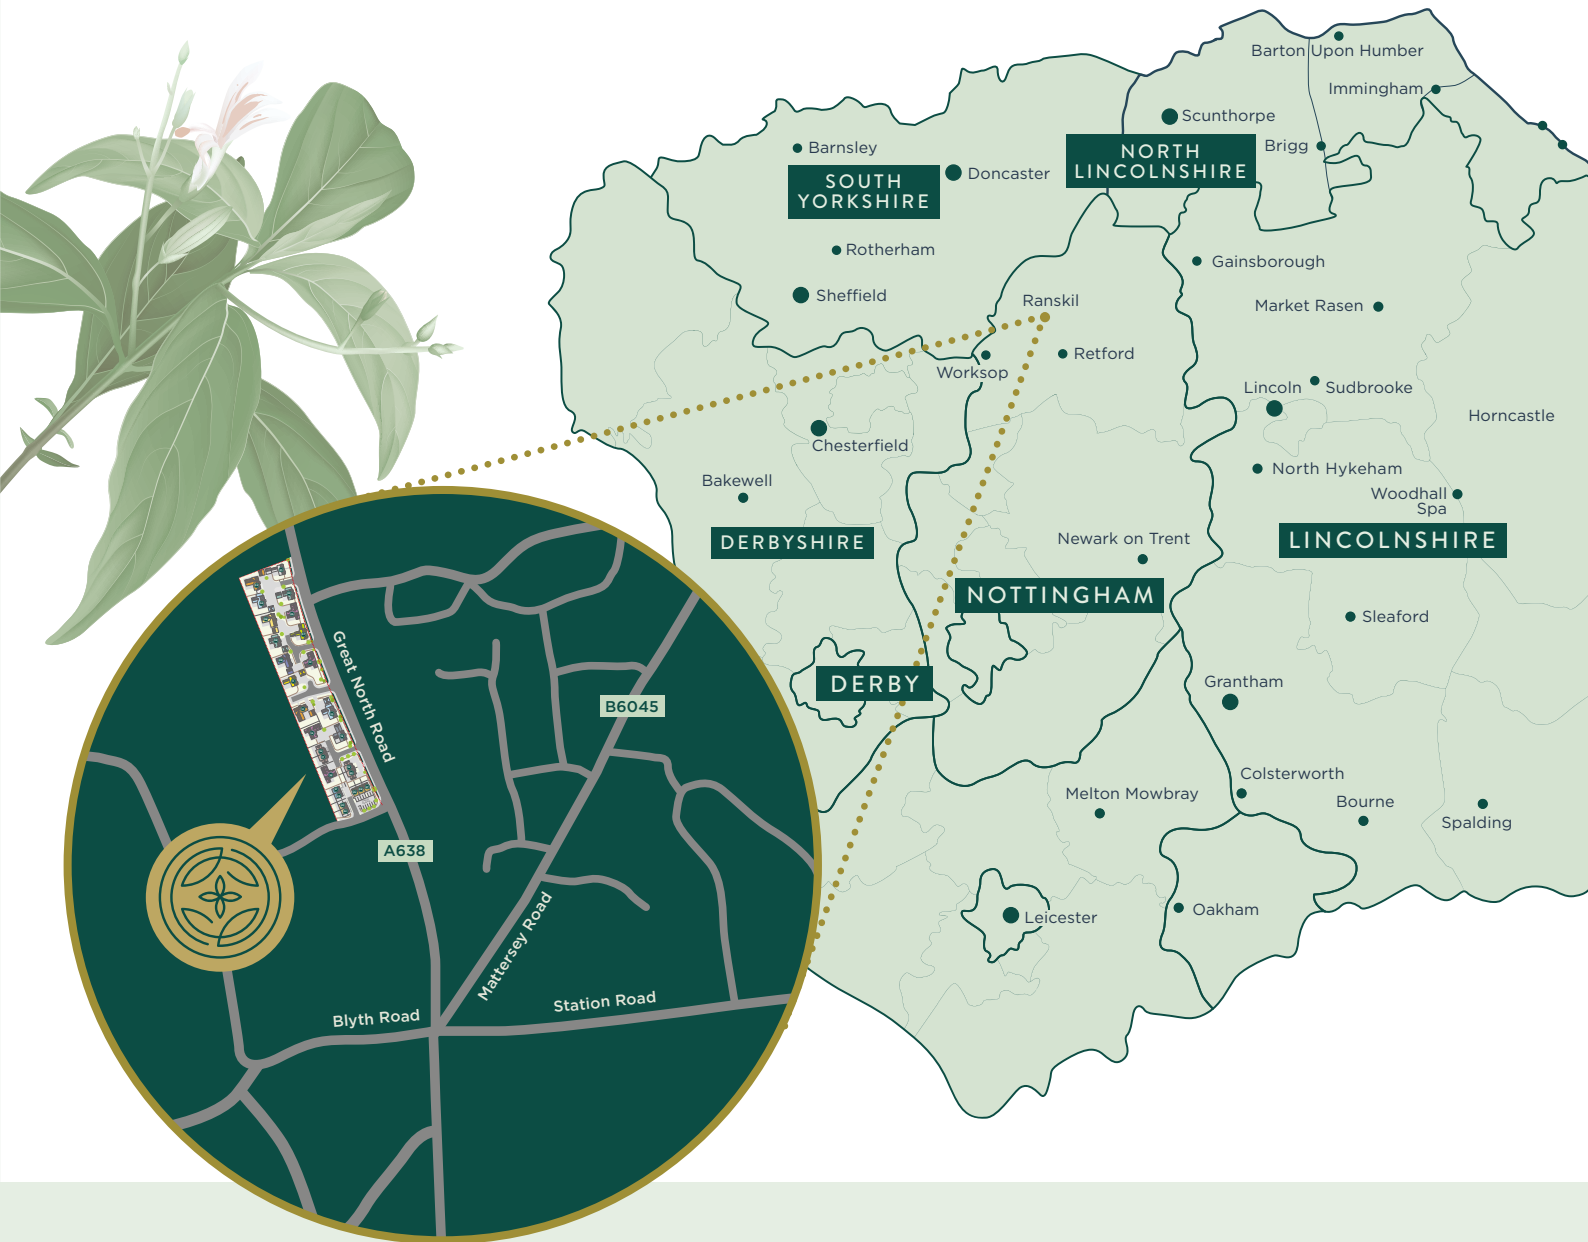 Barton Upon Humber
Immingham
Scunthorpe
Brigg
NORTH
LINCOLNSHIRE
Barnsley
Doncaster
SOUTH
YORKSHIRE
Rotherham
Sheffield
Gainsborough
Ranskil
Market Rasen
Retford
Worksop
Lincoln
Sudbrooke
Horncastle
Chesterfield
Bakewell
North Hykeham
Woodhall
Spa
DERBYSHIRE
Newark on Trent
LINCOLNSHIRE
NOTTINGHAM
Sleaford
DERBY
Grantham
Colsterworth
Melton Mowbray
Bourne
Spalding
Leicester
Oakham
Great North Road
B6045
A638
Mattersey Road
Blyth Road
Station Road